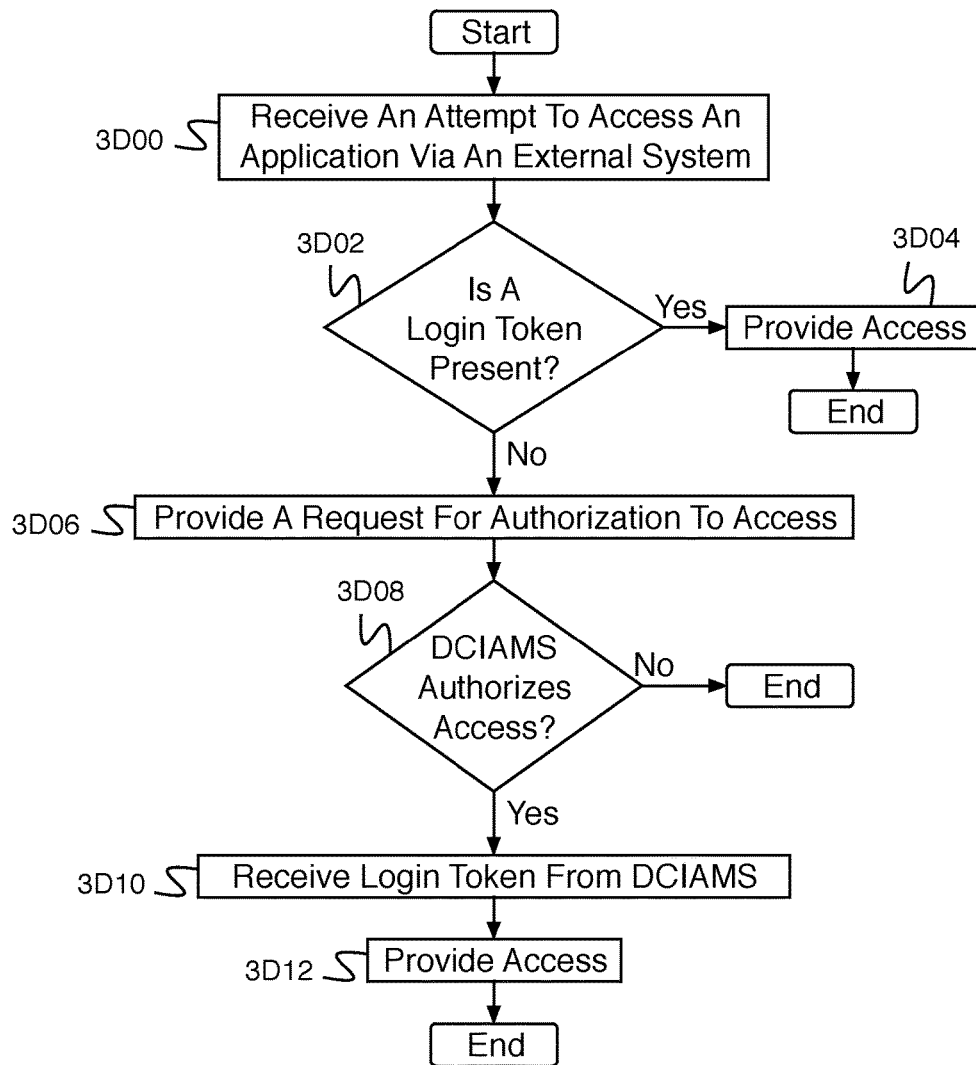 Start
3D00
Receive An Attempt To Access An
Application Via An External System
3D02
Is A
Login Token
Present?
Yes
3D04
Provide Access
End
No
3D06
Provide A Request For Authorization To Access
3D08
DCIAMS
Authorizes
Access?
No
End
Yes
3D10
Receive Login Token From DCIAMS
3D12
Provide Access
End